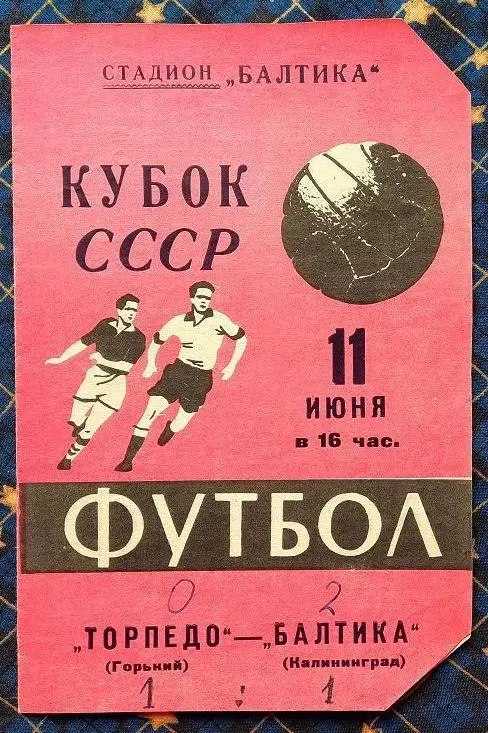 СТАДИОН „БАЛТИКА“
КУБОК
СССР
11
ИЮНЯ
в 16 час.
ФУТБОЛ
0 2
„ТОРПЕДО“—„БАЛТИКА“
(Горький) (Калининград)
1 : 1